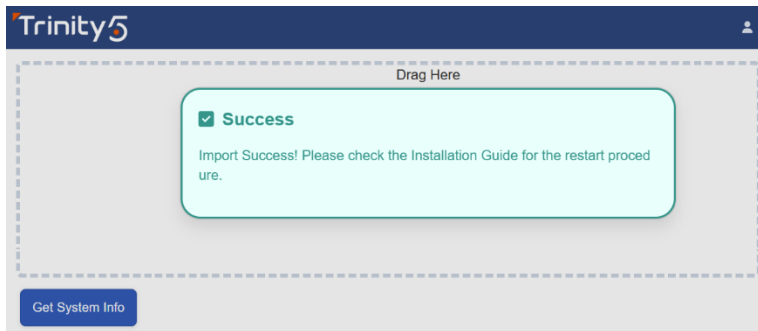 Trinity5
Drag Here
Success
Import Success! Please check the Installation Guide for the restart proced
ure.
Get System Info